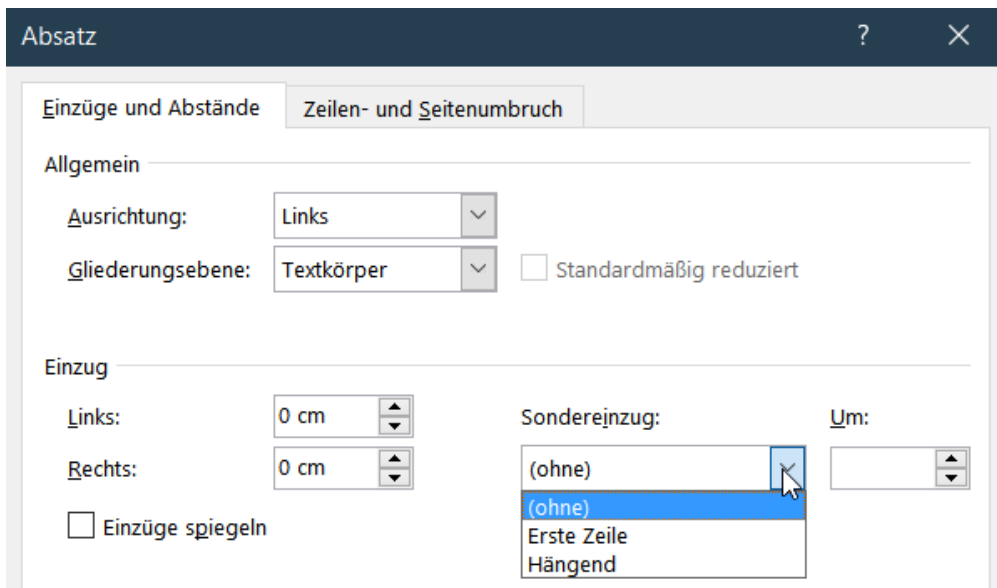 Absatz ? ×
Einzüge und Abstände Zeilen- und Seitenumbruch
Allgemein
Ausrichtung: Links
Gliederungsebene: Textkörper Standardmäßig reduziert
Einzug
Links: 0 cm Sondereinzug: Um:
Rechts: 0 cm (ohne)
(ohne)
Einzüge spiegeln
Erste Zeile
Hängend